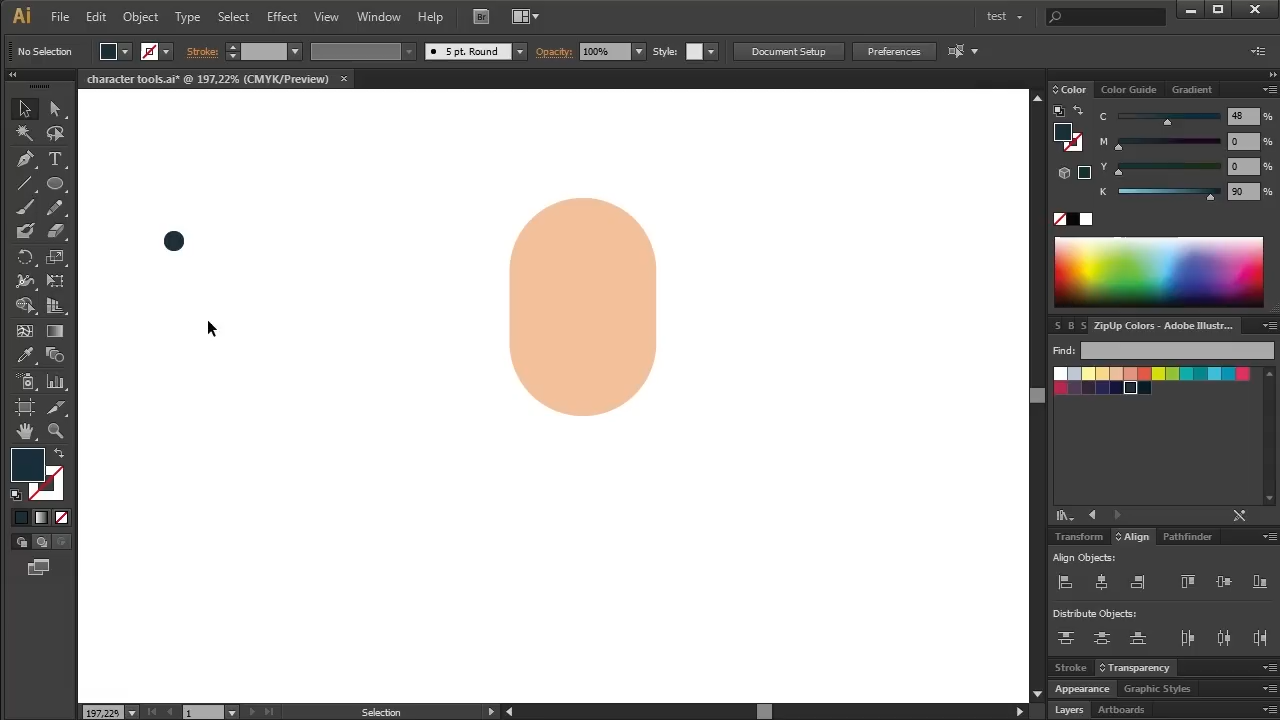 Ai File Edit Object Type Select Effect View Window Help Br test
No Selection Stroke: 5 pt. Round Opacity: 100% Style: Document Setup Preferences
character tools.ai* @ 197,22% (CMYK/Preview)
Color Color Guide Gradient
C 48 %
M 0 %
Y 0 %
K 90 %
S B S ZipUp Colors - Adobe Illustr...
Find:
Transform Align Pathfinder
Align Objects:
Distribute Objects:
Stroke Transparency
Appearance Graphic Styles
Layers Artboards
197,22% 1 Selection